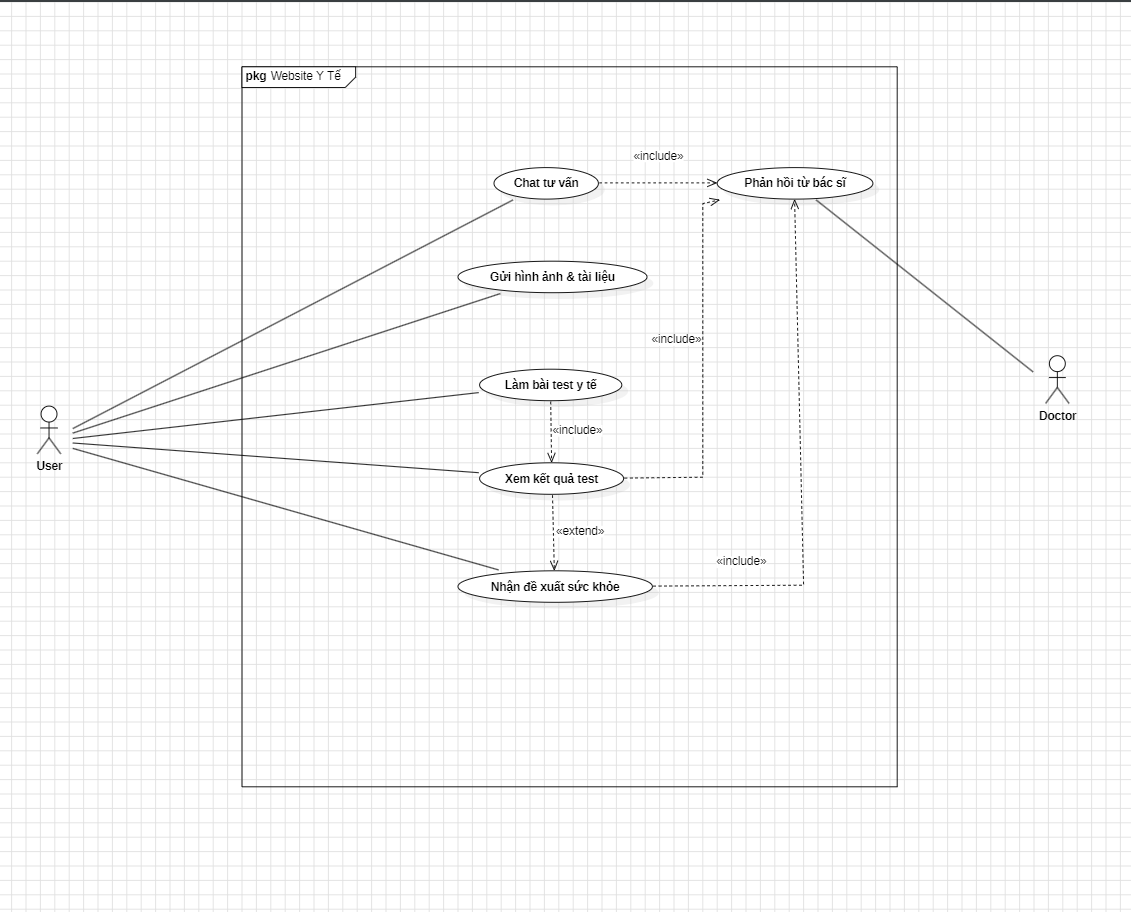 pkg Website Y Tế
«include»
Chat tư vấn
Phản hồi từ bác sĩ
Gửi hình ảnh & tài liệu
«include»
Làm bài test y tế
Doctor
«include»
User
Xem kết quả test
«extend»
«include»
Nhận đề xuất sức khỏe